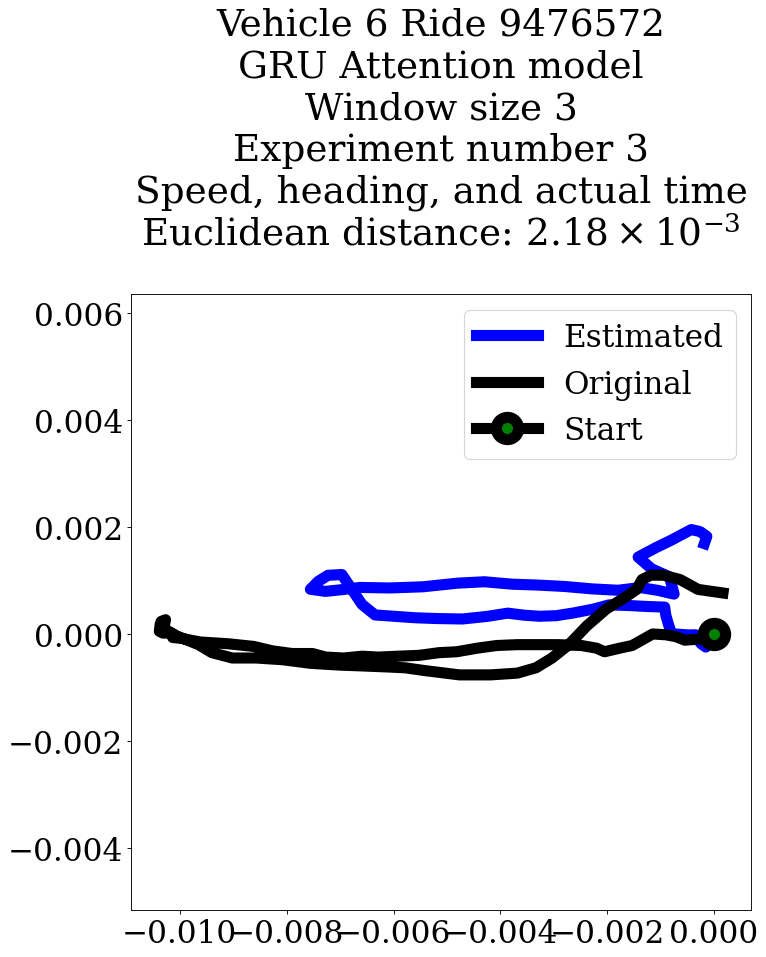 Vehicle 6 Ride 9476572
GRU Attention model
Window size 3
Experiment number 3
Speed, heading, and actual time
Euclidean distance: 2.18 × 10⁻³
0.006
0.004
0.002
0.000
−0.002
−0.004
Estimated
Original
Start
−0.010 −0.008 −0.006 −0.004 −0.002 0.000